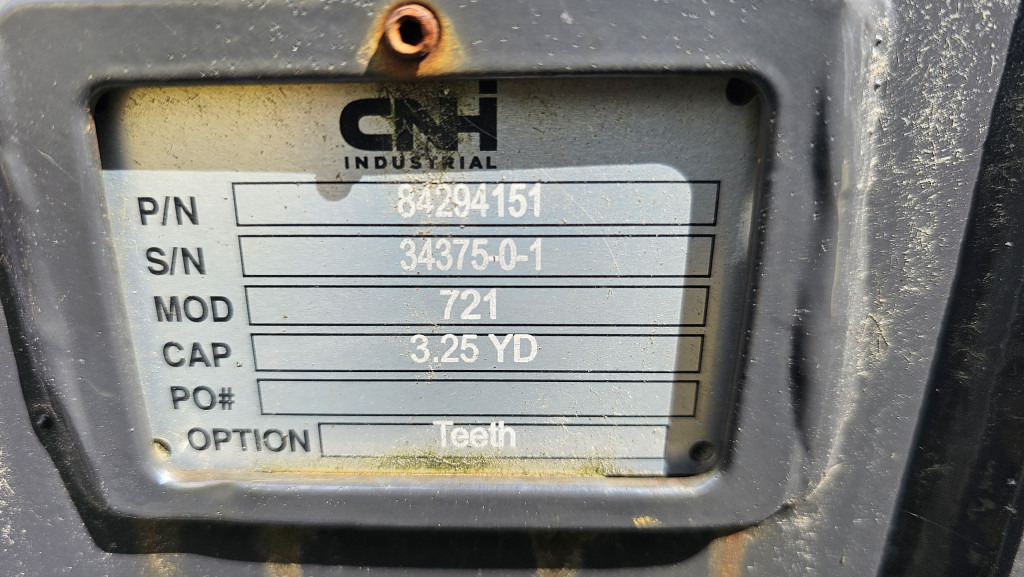 CNH
INDUSTRIAL
P/N 84294151
S/N 34375-0-1
MOD 721
CAP. 3.25 YD
PO#
OPTION Teeth